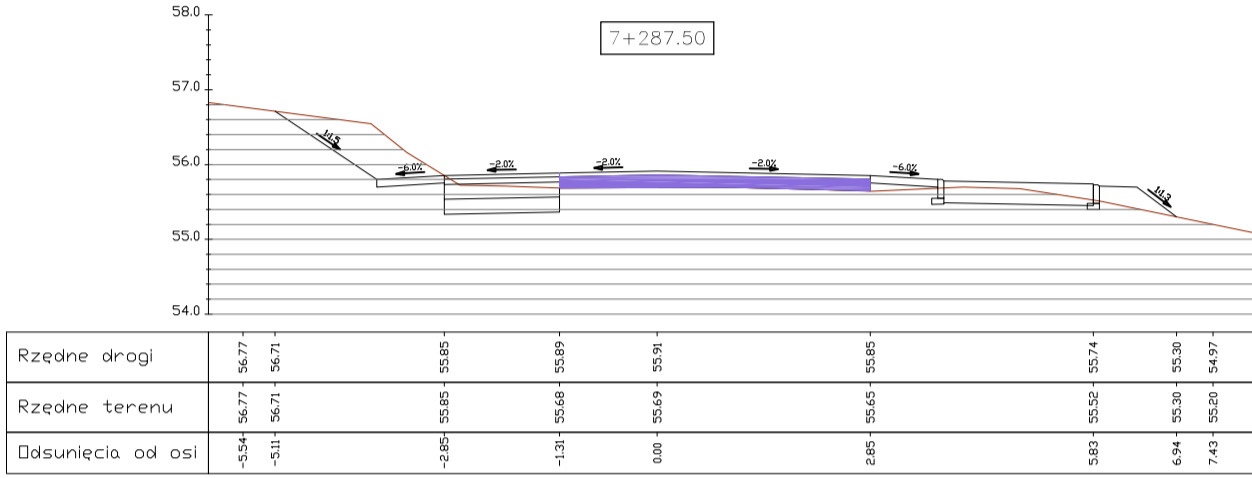 58.0
7+287.50
57.0
1:1.5
56.0
-6.0%
-2.0%
-2.0%
-2.0%
-6.0%
1:1.3
55.0
54.0
Rzędne drogi
56.77 56.71 55.85 55.89 55.91 55.85 55.74 55.30 54.97
Rzędne terenu
56.77 56.71 55.85 55.68 55.69 55.65 55.52 55.30 55.20
Odsunięcia od osi
-5.54 -5.11 -2.85 -1.31 0.00 2.85 5.83 6.94 7.43